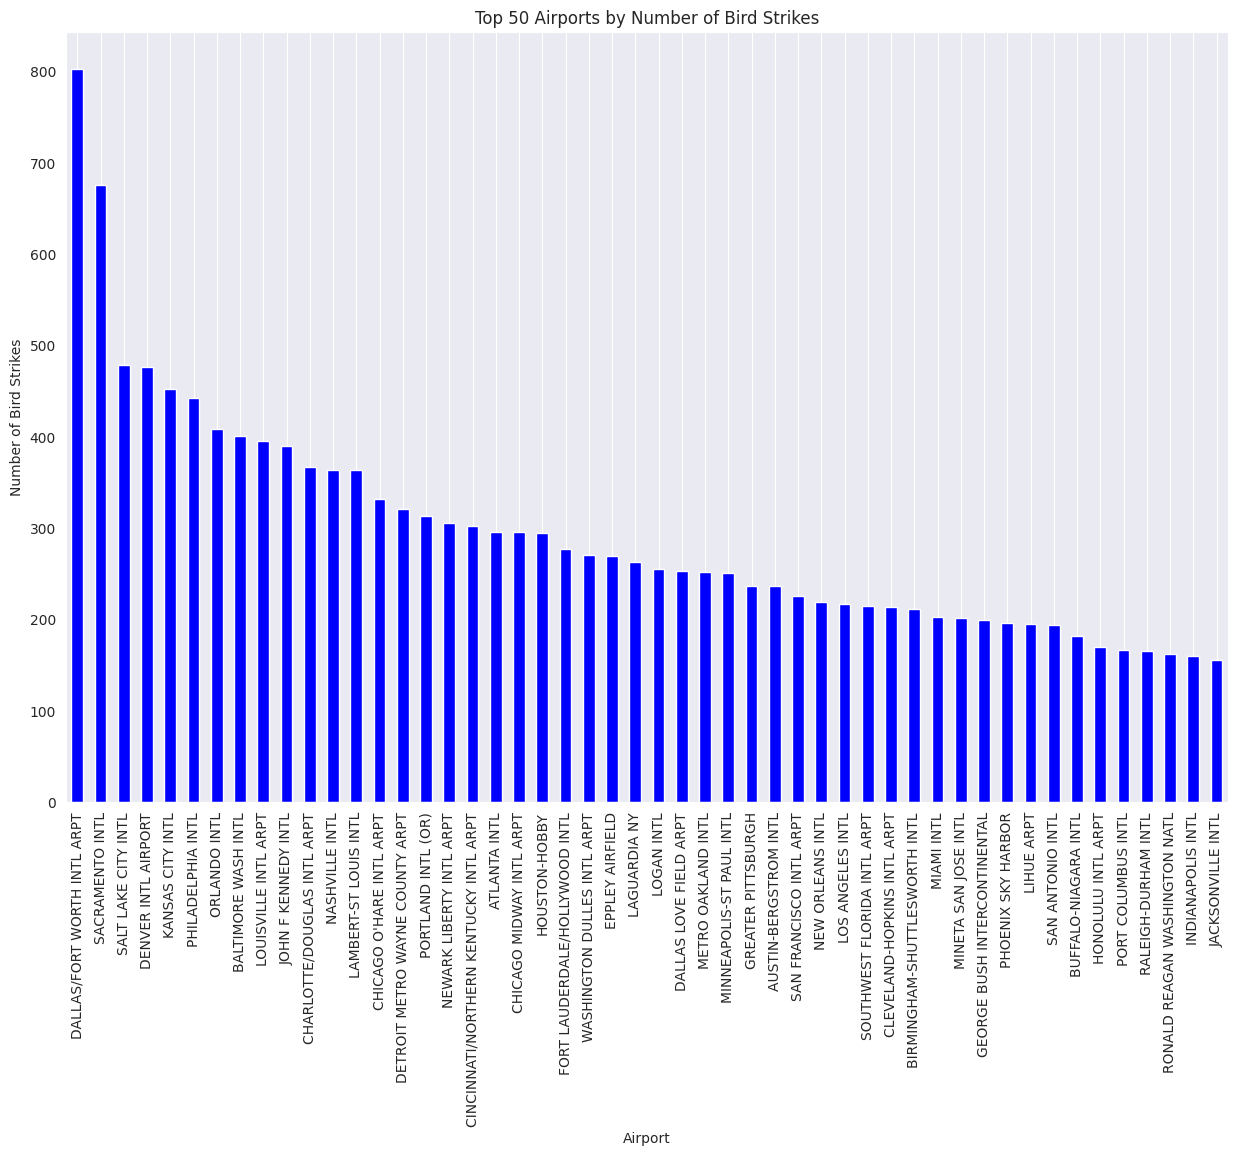 Top 50 Airports by Number of Bird Strikes
Number of Bird Strikes
800
700
600
500
400
300
200
100
0
DALLAS/FORT WORTH INTL ARPT
SACRAMENTO INTL
SALT LAKE CITY INTL
DENVER INTL AIRPORT
KANSAS CITY INTL
PHILADELPHIA INTL
ORLANDO INTL
BALTIMORE WASH INTL
LOUISVILLE INTL ARPT
JOHN F KENNEDY INTL
CHARLOTTE/DOUGLAS INTL ARPT
NASHVILLE INTL
LAMBERT-ST LOUIS INTL
CHICAGO O'HARE INTL ARPT
DETROIT METRO WAYNE COUNTY ARPT
PORTLAND INTL (OR)
NEWARK LIBERTY INTL ARPT
CINCINNATI/NORTHERN KENTUCKY INTL ARPT
ATLANTA INTL
CHICAGO MIDWAY INTL ARPT
HOUSTON-HOBBY
FORT LAUDERDALE/HOLLYWOOD INTL
WASHINGTON DULLES INTL ARPT
EPPLEY AIRFIELD
LAGUARDIA NY
LOGAN INTL
DALLAS LOVE FIELD ARPT
METRO OAKLAND INTL
MINNEAPOLIS-ST PAUL INTL
GREATER PITTSBURGH
AUSTIN-BERGSTROM INTL
SAN FRANCISCO INTL ARPT
NEW ORLEANS INTL
LOS ANGELES INTL
SOUTHWEST FLORIDA INTL ARPT
CLEVELAND-HOPKINS INTL ARPT
BIRMINGHAM-SHUTTLESWORTH INTL
MIAMI INTL
MINETA SAN JOSE INTL
GEORGE BUSH INTERCONTINENTAL
PHOENIX SKY HARBOR
LIHUE ARPT
SAN ANTONIO INTL
BUFFALO-NIAGARA INTL
HONOLULU INTL ARPT
PORT COLUMBUS INTL
RALEIGH-DURHAM INTL
RONALD REAGAN WASHINGTON NATL
INDIANAPOLIS INTL
JACKSONVILLE INTL
Airport